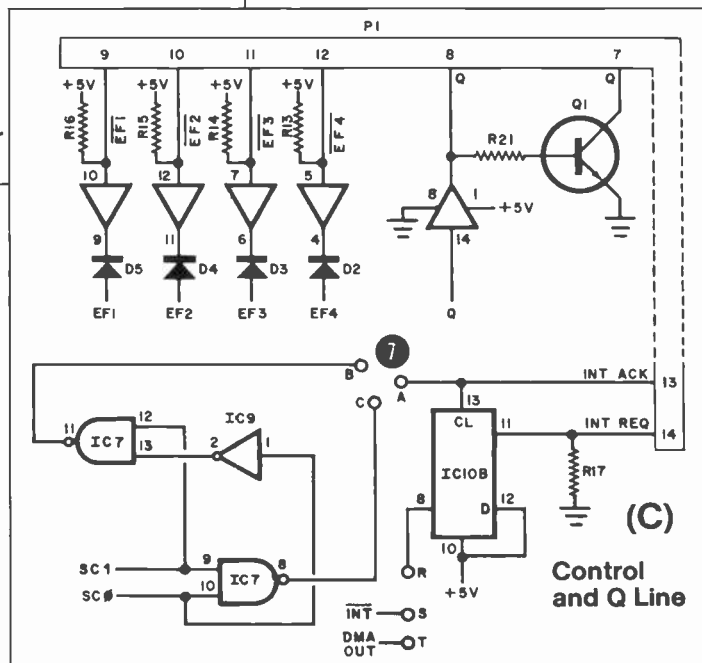 P1
9 10 11 12 8 7
+5V +5V +5V +5V Q Q
R16 EF1 R15 EF2 R14 EF3 R13 EF4 Q1
R21
10 12 7 5
8 1
+5V
9 11 6 4 14
D5 D4 D3 D2
EF1 EF2 EF3 EF4 Q
7
B
A INT ACK 13
C 13
CL
IC9 11 INT REQ 14
11 IC7 12
13 2 1
IC10B R17
8 D 12
(C)
10
SC1 9 8 R
IC7 +5V
SCØ 10
Control
and Q Line
INT S
DMA T
OUT